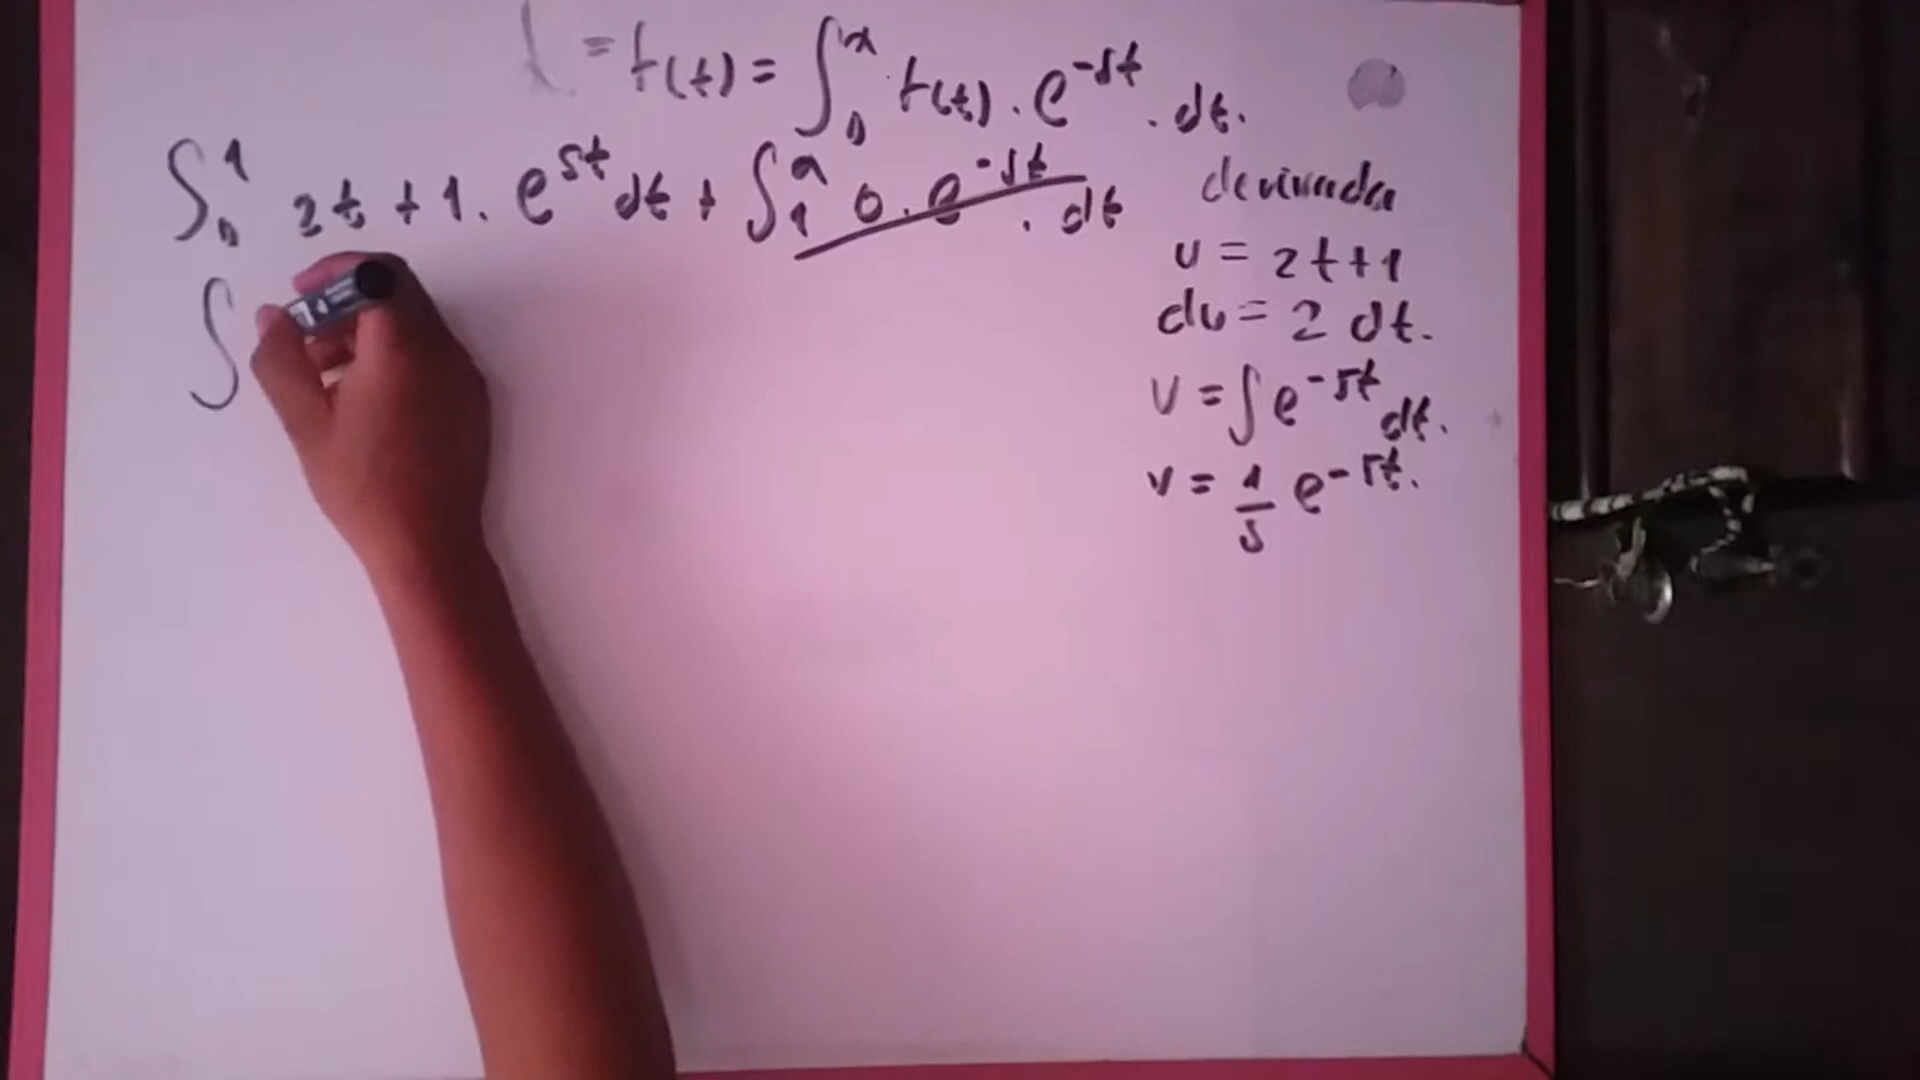 L = f(t) = ∫₀^α f(t) . e^-st . dt.
∫₀^1 2t + 1 . e^st dt + ∫₁^α 0 . e^-st . dt
derivada
u = 2t+1
du = 2 dt.
v = ∫ e^-st dt.
v = 1/s e^-st.
∫